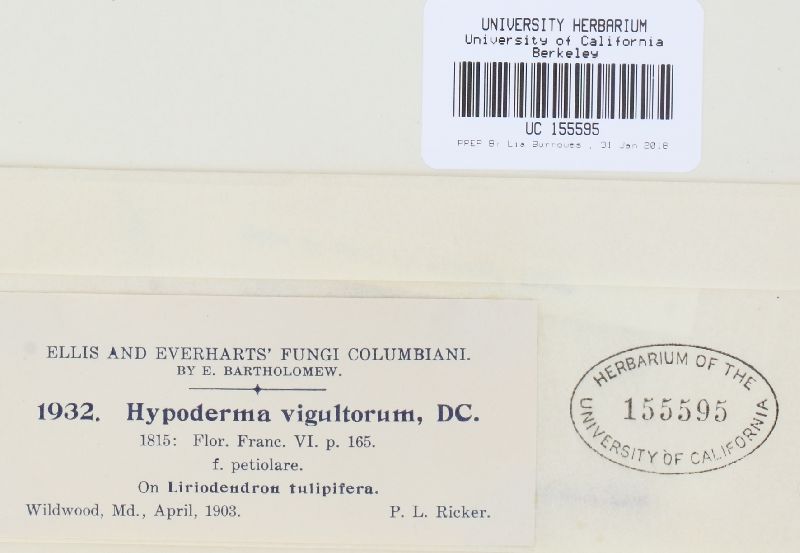 UNIVERSITY HERBARIUM
University of California
Berkeley
UC 155595
PREP By Lia Burroues , 31 Jan 2018
ELLIS AND EVERHARTS' FUNGI COLUMBIANI.
BY E. BARTHOLOMEW.
1932. Hypoderma vigultorum, DC.
1815: Flor. Franc. VI. p. 165.
f. petiolare.
On Liriodendron tulipifera.
Wildwood, Md., April, 1903. P. L. Ricker.
HERBARIUM OF THE
155595
UNIVERSITY OF CALIFORNIA